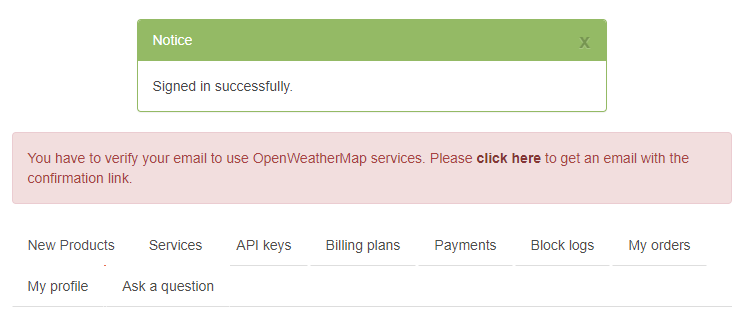 Notice
X
Signed in successfully.
You have to verify your email to use OpenWeatherMap services. Please click here to get an email with the
confirmation link.
New Products Services API keys Billing plans Payments Block logs My orders
My profile Ask a question